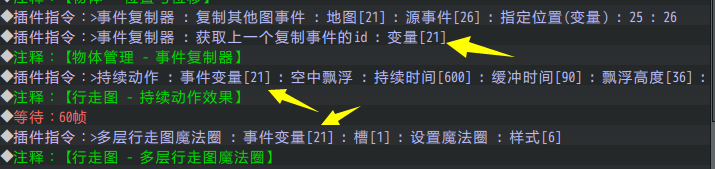 ◆插件指令：>事件复制器 : 复制其他图事件 : 地图[21] : 源事件[26] : 指定位置(变量) : 25 : 26
◆插件指令：>事件复制器 : 获取上一个复制事件的id : 变量[21]
◆注释：【物体管理 - 事件复制器】
◆插件指令：>持续动作 : 事件变量[21] : 空中飘浮 : 持续时间[600] : 缓冲时间[90] : 飘浮高度[36] :
◆注释：【行走图 - 持续动作效果】
◆等待：60帧
◆插件指令：>多层行走图魔法圈 : 事件变量[21] : 槽[1] : 设置魔法圈 : 样式[6]
◆注释：【行走图 - 多层行走图魔法圈】